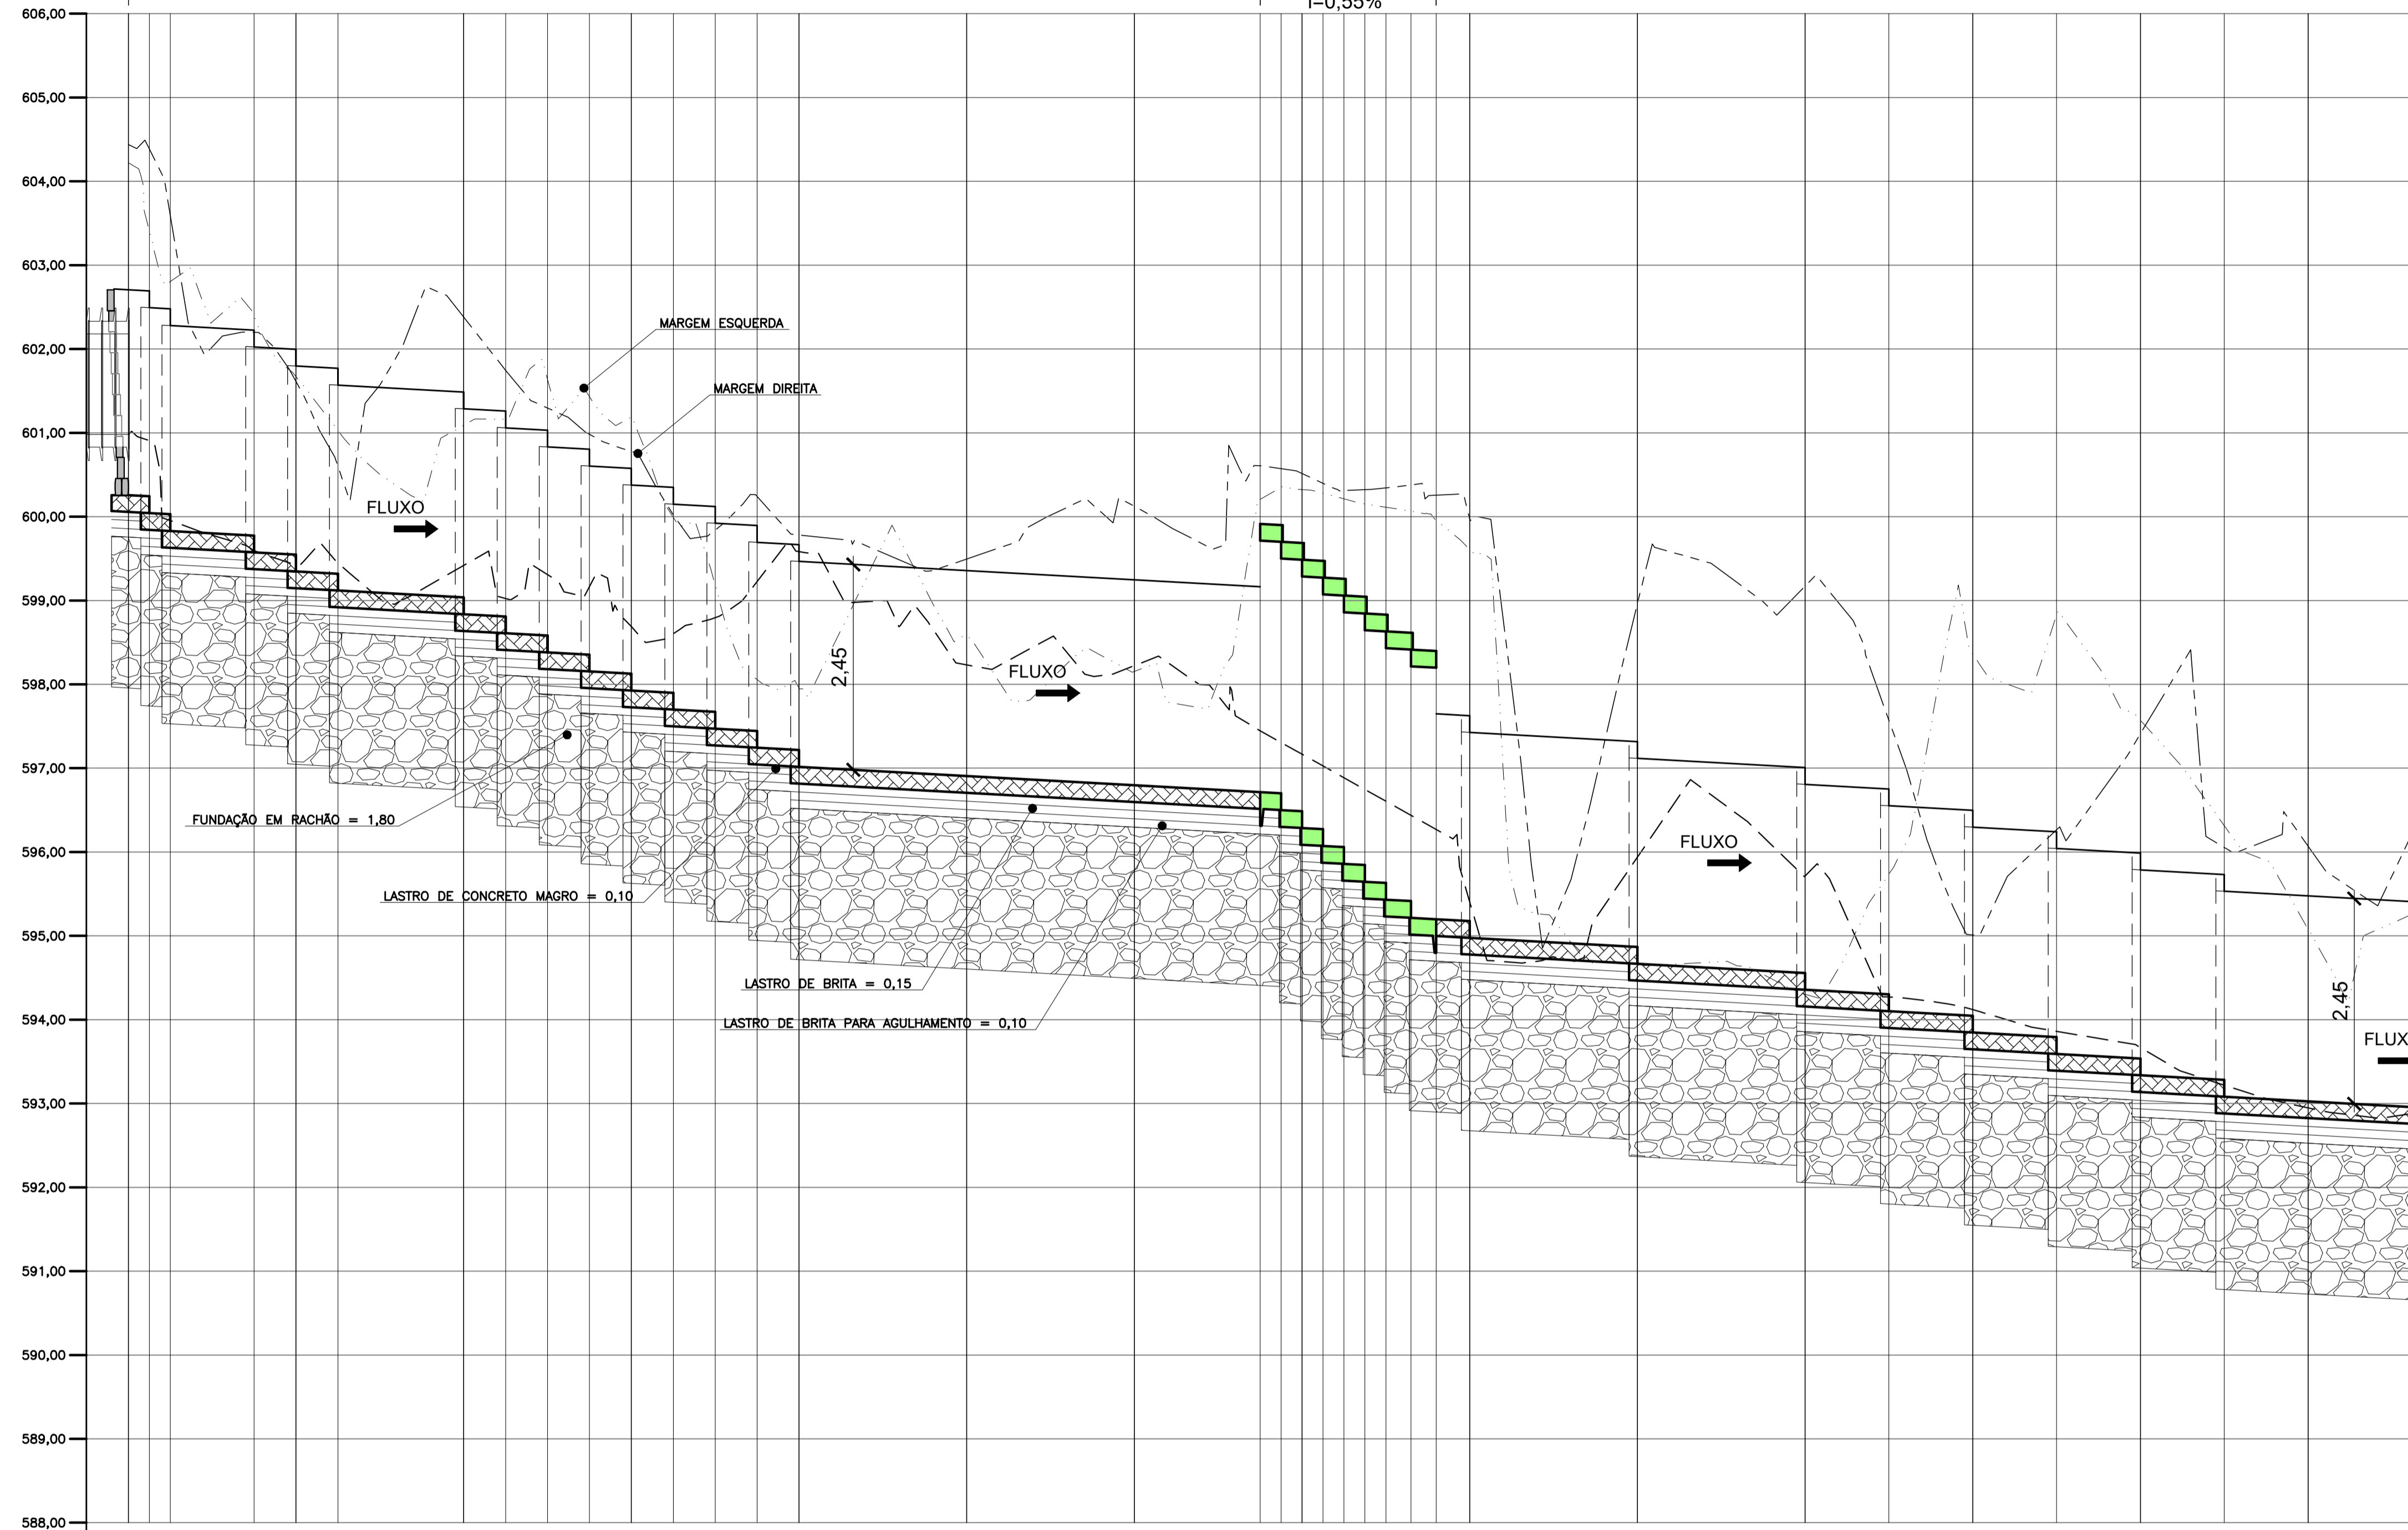 I=0,55%
606,00
605,00
604,00
603,00
602,00
MARGEM ESQUERDA
MARGEM DIREITA
601,00
FLUXO
600,00
599,00
2,45
FLUXO
598,00
597,00
FUNDAÇÃO EM RACHÃO = 1,80
FLUXO
596,00
LASTRO DE CONCRETO MAGRO = 0,10
595,00
LASTRO DE BRITA = 0,15
2,45
LASTRO DE BRITA PARA AGULHAMENTO = 0,10
594,00
FLUX
593,00
592,00
591,00
590,00
589,00
588,00